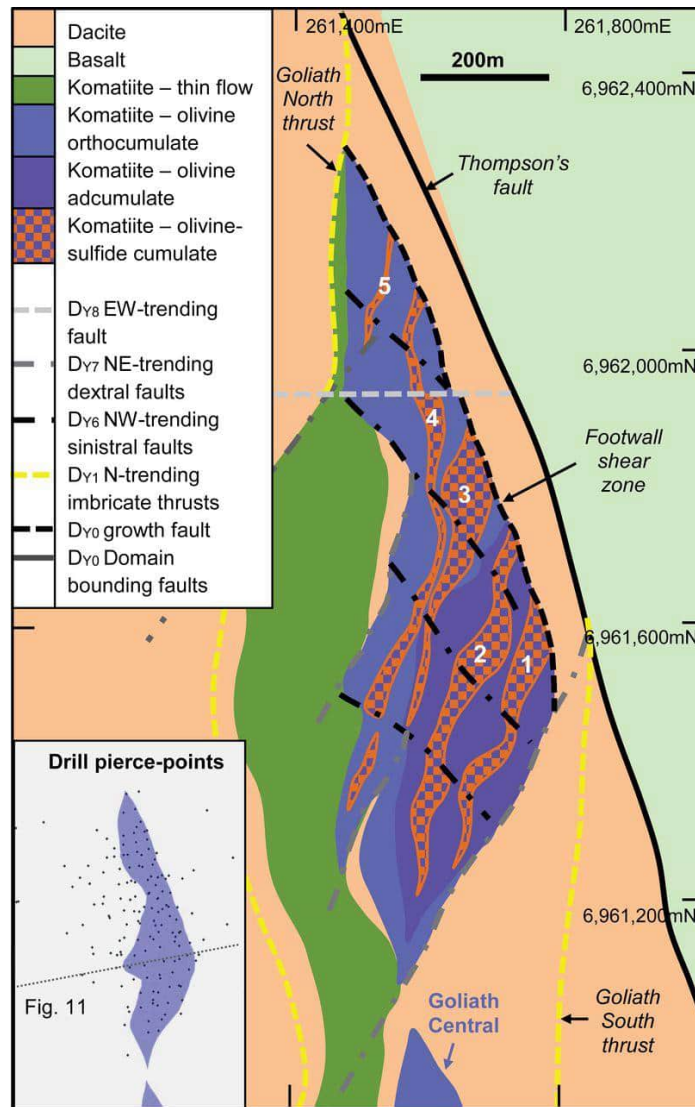 Dacite
Basalt
Komatiite – thin flow
Komatiite – olivine
orthocumulate
Komatiite – olivine
adcumulate
Komatiite – olivine-
sulfide cumulate
DY8 EW-trending
fault
DY7 NE-trending
dextral faults
DY6 NW-trending
sinistral faults
DY1 N-trending
imbricate thrusts
DY0 growth fault
DY0 Domain
bounding faults
261,400mE
261,800mE
200m
6,962,400mN
Goliath
North
thrust
Thompson's
fault
5
6,962,000mN
4
Footwall
shear
zone
3
6,961,600mN
2
1
6,961,200mN
Goliath
Central
Goliath
South
thrust
Drill pierce-points
Fig. 11